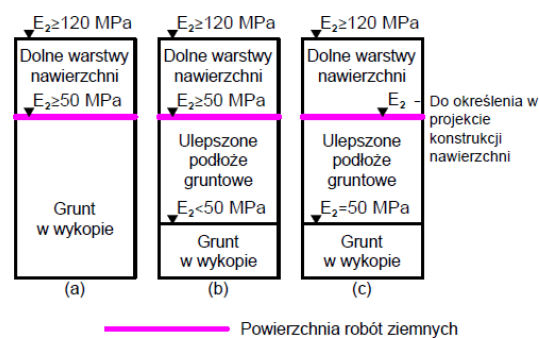 E₂≥120 MPa
Dolne warstwy
nawierzchni
E₂≥50 MPa
Grunt
w wykopie
(a)
E₂≥120 MPa
Dolne warstwy
nawierzchni
E₂≥50 MPa
Ulepszone
podłoże
gruntowe
E₂<50 MPa
Grunt
w wykopie
(b)
E₂≥120 MPa
Dolne warstwy
nawierzchni
E₂ – Do określenia w
projekcie
konstrukcji
nawierzchni
Ulepszone
podłoże
gruntowe
E₂=50 MPa
Grunt
w wykopie
(c)
Powierzchnia robót ziemnych